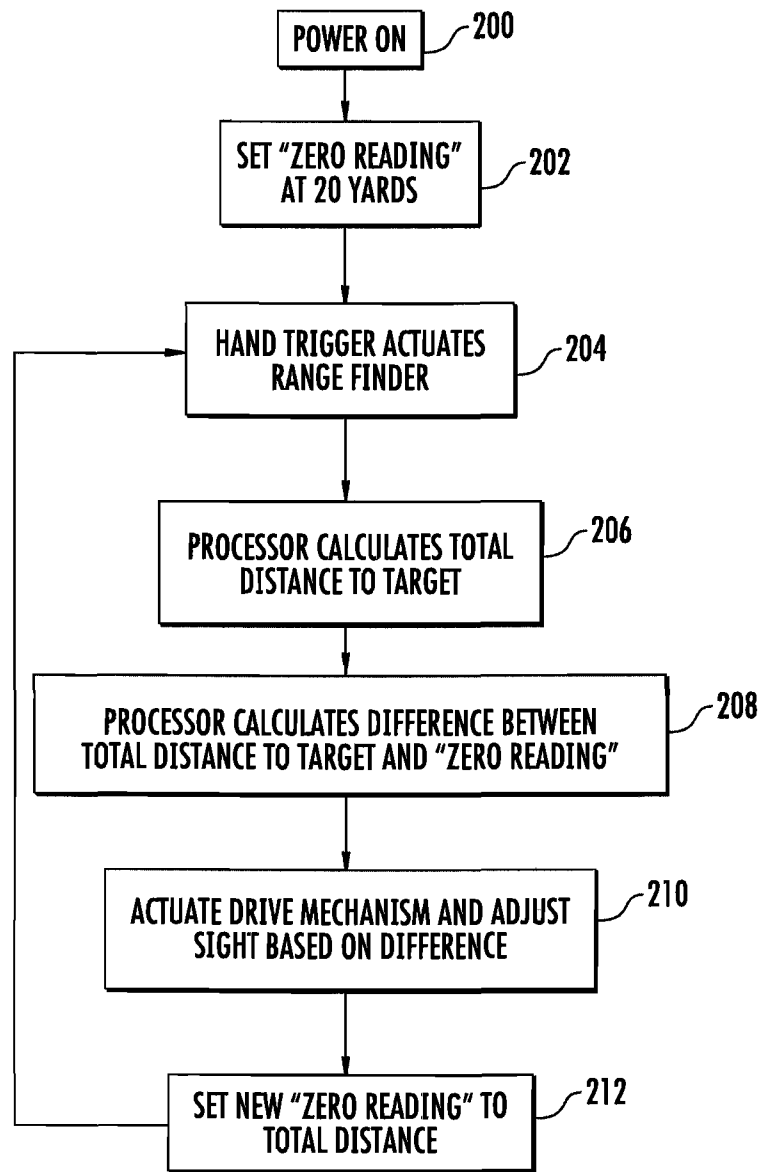 POWER ON
200
SET "ZERO READING"
AT 20 YARDS
202
HAND TRIGGER ACTUATES
RANGE FINDER
204
PROCESSOR CALCULATES TOTAL
DISTANCE TO TARGET
206
PROCESSOR CALCULATES DIFFERENCE BETWEEN
TOTAL DISTANCE TO TARGET AND "ZERO READING"
208
ACTUATE DRIVE MECHANISM AND ADJUST
SIGHT BASED ON DIFFERENCE
210
SET NEW "ZERO READING" TO
TOTAL DISTANCE
212